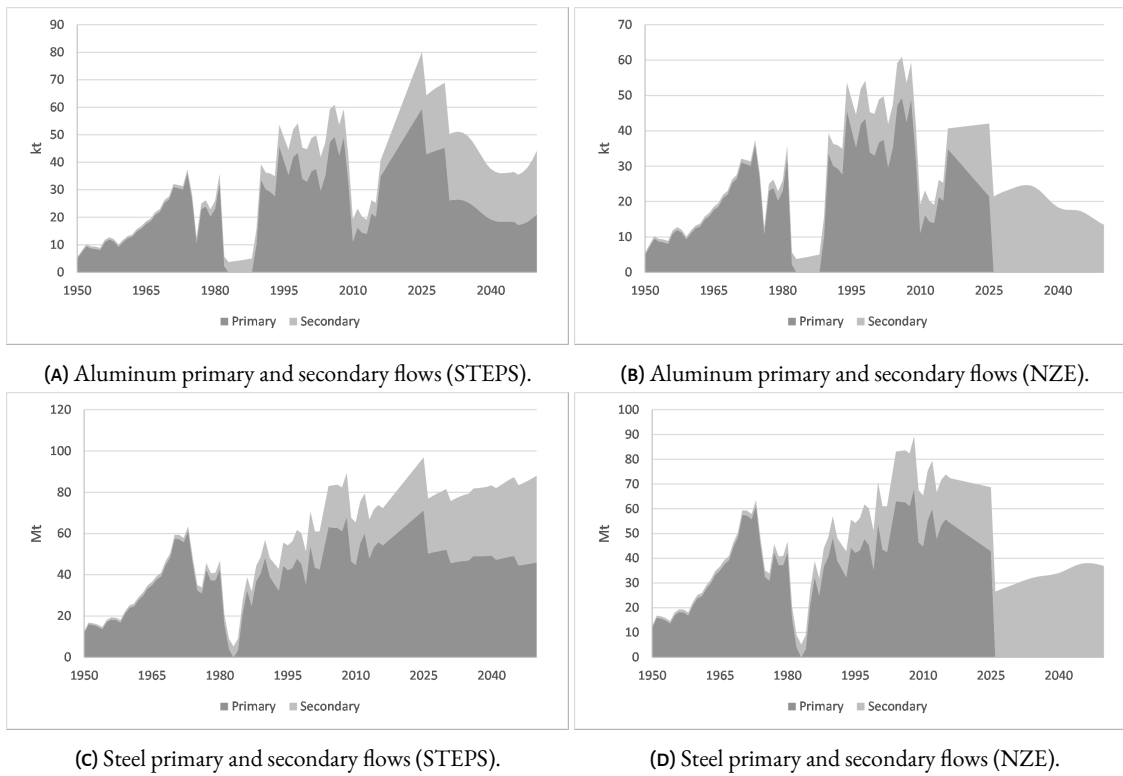 90
80
70
60
50
40
30
20
10
0
kt
1950 1965 1980 1995 2010 2025 2040
Primary Secondary
(A) Aluminum primary and secondary flows (STEPS).
70
60
50
40
30
20
10
0
kt
1950 1965 1980 1995 2010 2025 2040
Primary Secondary
(B) Aluminum primary and secondary flows (NZE).
120
100
80
60
40
20
0
Mt
1950 1965 1980 1995 2010 2025 2040
Primary Secondary
(C) Steel primary and secondary flows (STEPS).
100
90
80
70
60
50
40
30
20
10
0
Mt
1950 1965 1980 1995 2010 2025 2040
Primary Secondary
(D) Steel primary and secondary flows (NZE).